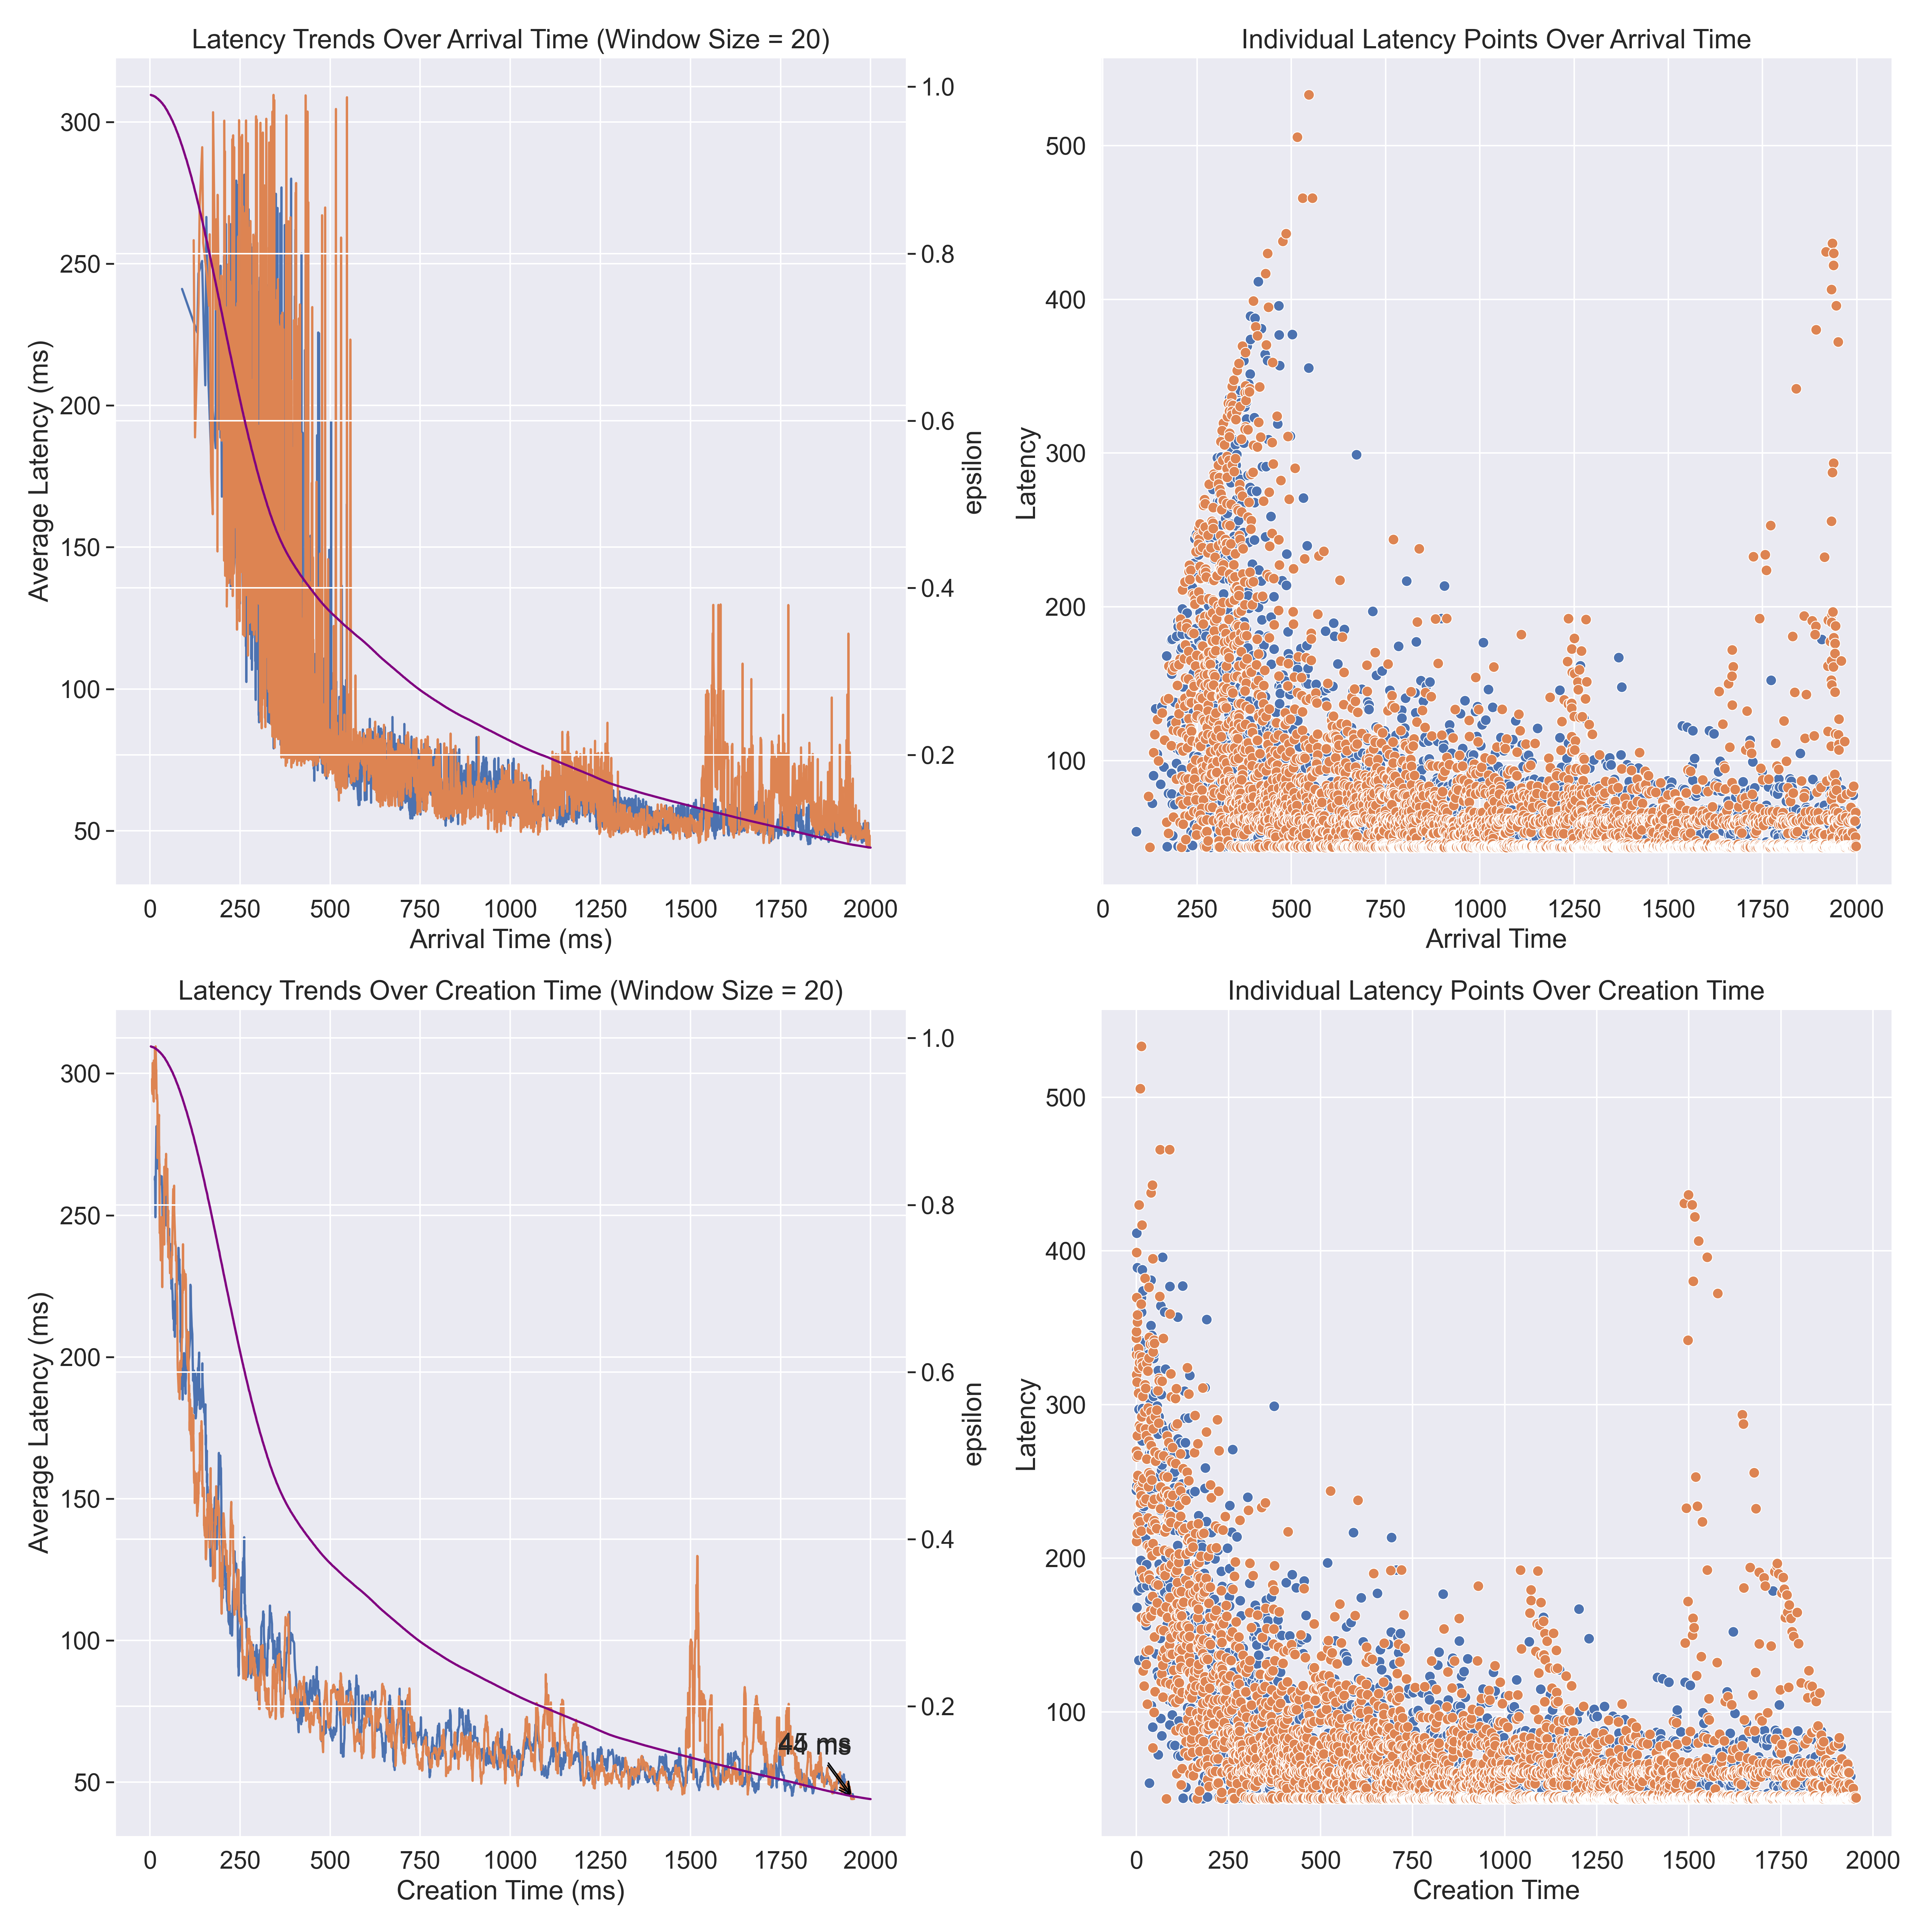 Latency Trends Over Arrival Time (Window Size = 20)
300
250
200
150
100
50
Average Latency (ms)
1.0
0.8
0.6
0.4
0.2
epsilon
0 250 500 750 1000 1250 1500 1750 2000
Arrival Time (ms)
Individual Latency Points Over Arrival Time
500
400
300
200
100
Latency
0 250 500 750 1000 1250 1500 1750 2000
Arrival Time
Latency Trends Over Creation Time (Window Size = 20)
300
250
200
150
100
50
Average Latency (ms)
1.0
0.8
0.6
0.4
0.2
epsilon
ms
ms
0 250 500 750 1000 1250 1500 1750 2000
Creation Time (ms)
Individual Latency Points Over Creation Time
500
400
300
200
100
Latency
0 250 500 750 1000 1250 1500 1750 2000
Creation Time